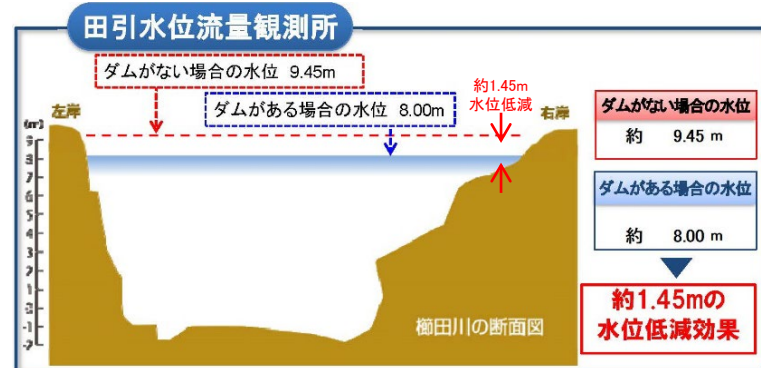 田引水位流量観測所
ダムがない場合の水位 9.45m
ダムがある場合の水位 8.00m
約1.45m
水位低減
左岸
右岸
(m)
9
8
7
6
5
4
3
2
1
0
-1
-2
櫛田川の断面図
ダムがない場合の水位
約 9.45 m
ダムがある場合の水位
約 8.00 m
約1.45mの
水位低減効果